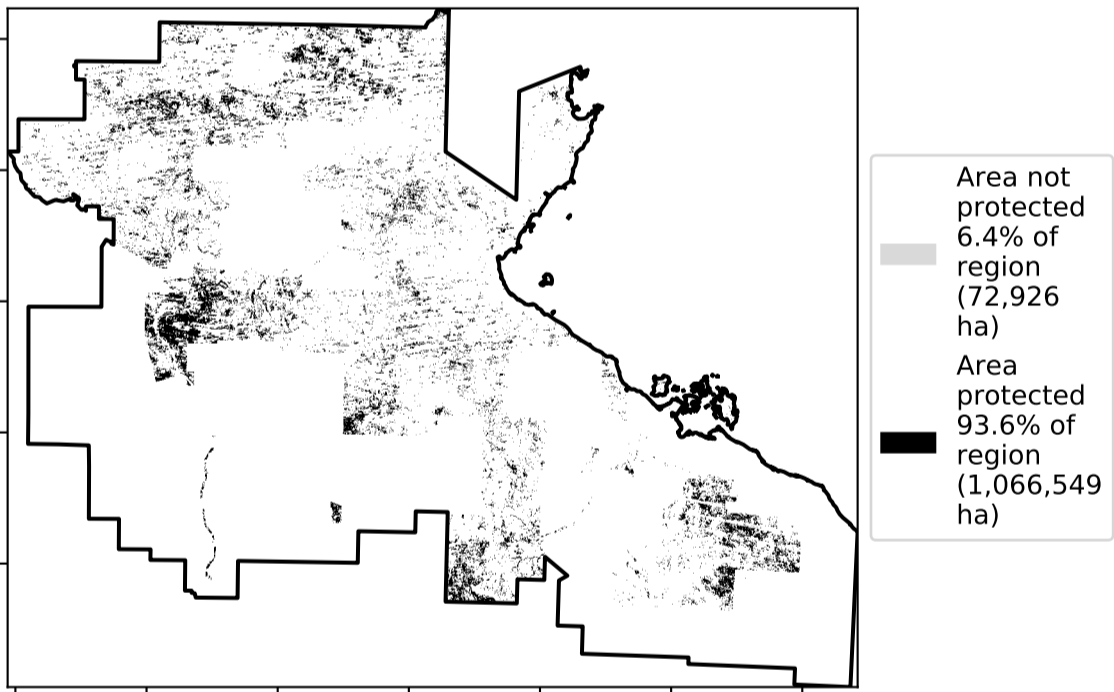 Area not
protected
6.4% of
region
(72,926
ha)
Area
protected
93.6% of
region
(1,066,549
ha)